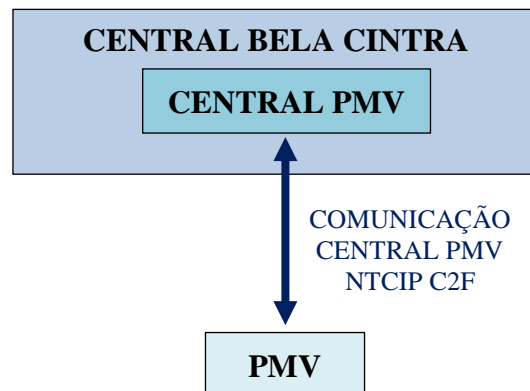 CENTRAL BELA CINTRA
CENTRAL PMV
COMUNICAÇÃO
CENTRAL PMV
NTCIP C2F
PMV